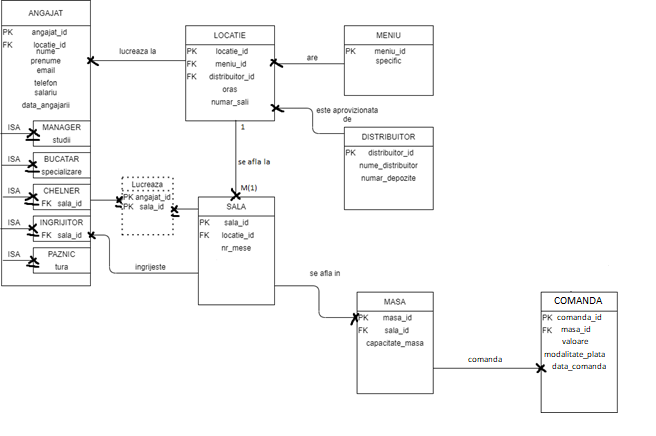 ANGAJAT
PK angajat_id
FK locatie_id
nume
prenume
email
telefon
salariu
data_angajarii
ISA MANAGER
studii
ISA BUCATAR
specializare
ISA CHELNER
FK sala_id
ISA INGRIJITOR
FK sala_id
ISA PAZNIC
tura
lucreaza la
LOCATIE
PK locatie_id
FK meniu_id
FK distribuitor_id
oras
numar_sali
are
MENIU
PK meniu_id
specific
este aprovizionata
de
DISTRIBUITOR
PK distribuitor_id
nume_distribuitor
numar_depozite
1
se afla la
M(1)
Lucreaza
PK angajat_id
PK sala_id
SALA
PK sala_id
FK locatie_id
nr_mese
ingrijeste
se afla in
MASA
PK masa_id
FK sala_id
capacitate_masa
comanda
COMANDA
PK comanda_id
FK masa_id
valoare
modalitate_plata
data_comanda